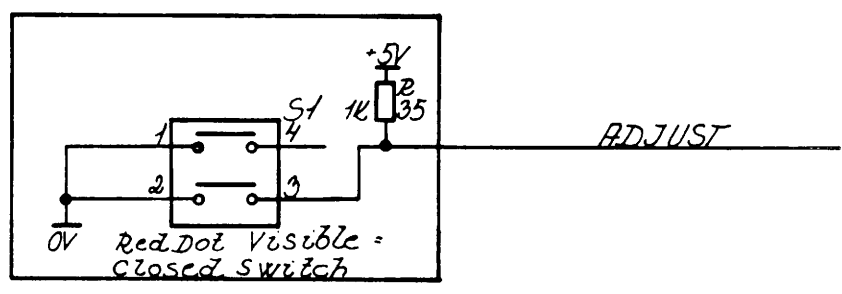 +5V
R
1K 35
S1
1 4
ADJUST
2 3
0V
Red Dot Visible =
Closed Switch